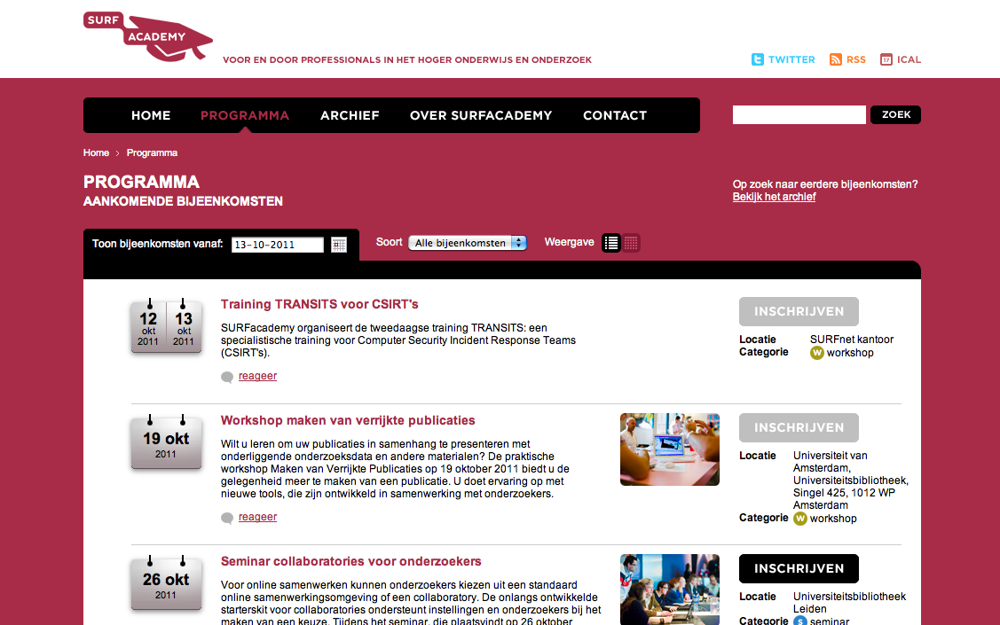 SURF
ACADEMY
VOOR EN DOOR PROFESSIONALS IN HET HOGER ONDERWIJS EN ONDERZOEK
TWITTER RSS 17 ICAL
HOME PROGRAMMA ARCHIEF OVER SURFACADEMY CONTACT
ZOEK
Home > Programma
PROGRAMMA
AANKOMENDE BIJEENKOMSTEN
Op zoek naar eerdere bijeenkomsten?
Bekijk het archief
Toon bijeenkomsten vanaf: 13-10-2011
Soort Alle bijeenkomsten
Weergave
12 13
okt okt
2011 2011
Training TRANSITS voor CSIRT's
SURFacademy organiseert de tweedaagse training TRANSITS: een
specialistische training voor Computer Security Incident Response Teams
(CSIRT's).
reageer
INSCHRIJVEN
Locatie SURFnet kantoor
Categorie W workshop
19 okt
2011
Workshop maken van verrijkte publicaties
Wilt u leren om uw publicaties in samenhang te presenteren met
onderliggende onderzoeksdata en andere materialen? De praktische
workshop Maken van Verrijkte Publicaties op 19 oktober 2011 biedt u de
gelegenheid meer te maken van een publicatie. U doet ervaring op met
nieuwe tools, die zijn ontwikkeld in samenwerking met onderzoekers.
reageer
INSCHRIJVEN
Locatie Universiteit van
Amsterdam,
Universiteitsbibliotheek,
Singel 425, 1012 WP
Amsterdam
Categorie W workshop
26 okt
2011
Seminar collaboratories voor onderzoekers
Voor online samenwerken kunnen onderzoekers kiezen uit een standaard
online samenwerkingsomgeving of een collaboratory. De onlangs ontwikkelde
starterskit voor collaboratories ondersteunt instellingen en onderzoekers bij het
maken van een keuze. Tijdens het seminar, die plaatsvindt op 26 oktober
INSCHRIJVEN
Locatie Universiteitsbibliotheek
Leiden
Categorie S seminar